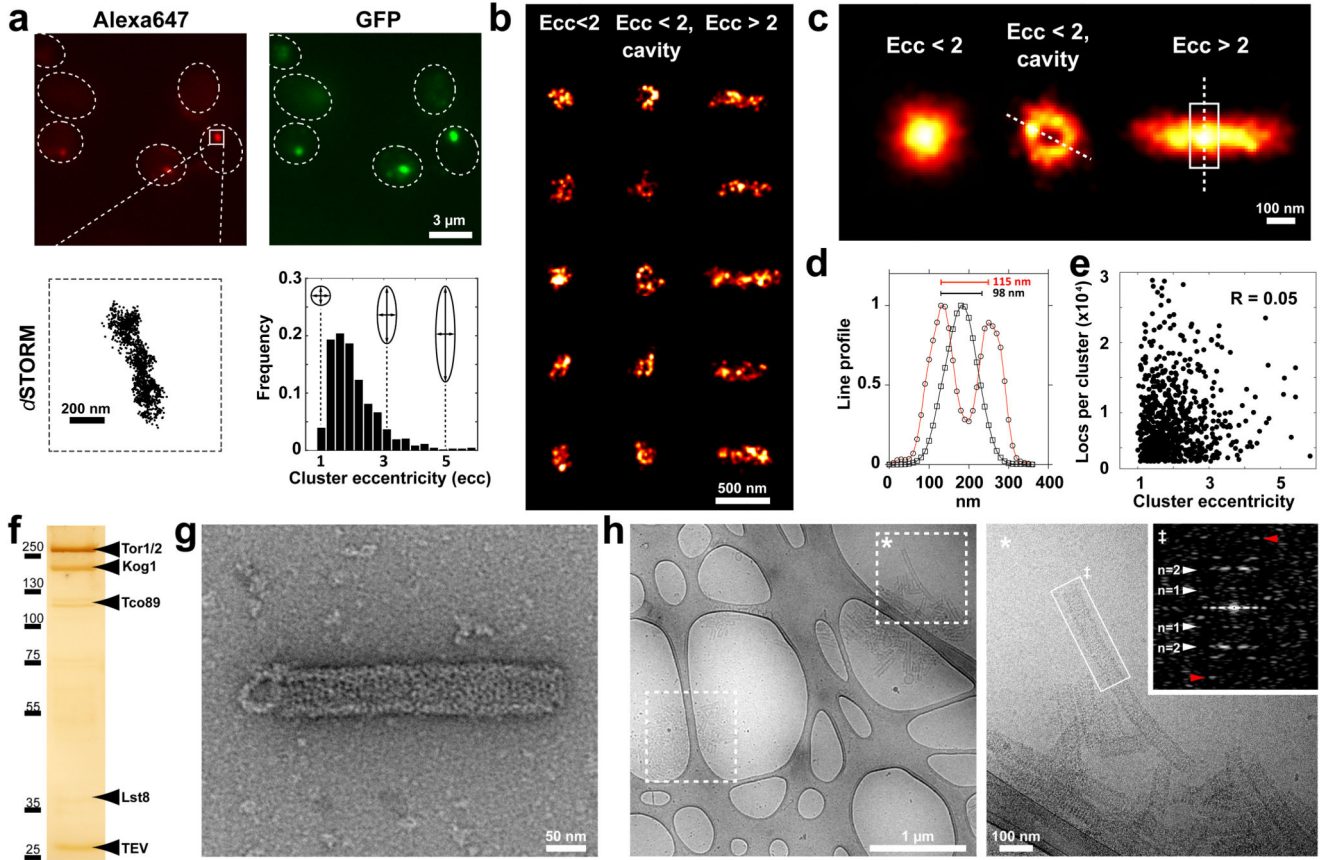 a
Alexa647
GFP
3 µm
dSTORM
200 nm
Frequency
0.3
0.2
0.1
0
1
3
5
Cluster eccentricity (ecc)
b
Ecc<2
Ecc < 2,
cavity
Ecc > 2
500 nm
c
Ecc < 2
Ecc < 2,
cavity
Ecc > 2
100 nm
d
115 nm
98 nm
Line profile
1
0.5
0
0
100
200
300
400
nm
e
R = 0.05
Locs per cluster (x10⁴)
3
2
1
0
1
3
5
Cluster eccentricity
f
250
130
100
75
55
35
25
Tor1/2
Kog1
Tco89
Lst8
TEV
g
50 nm
h
*
1 µm
*
‡
100 nm
‡
n=2
n=1
n=1
n=2